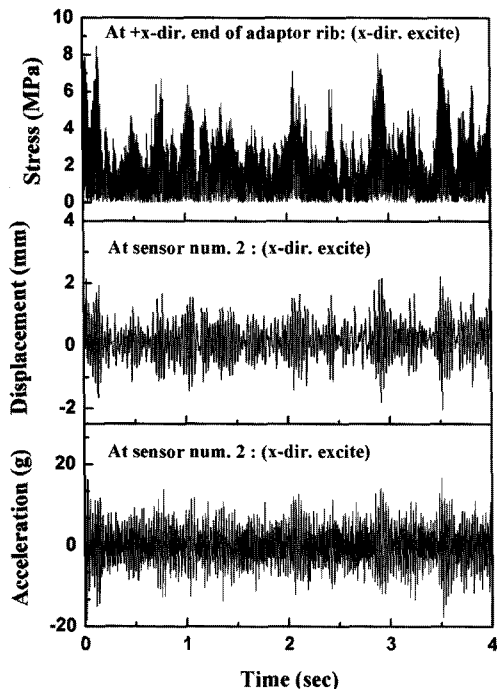 10
At +x-dir. end of adaptor rib: (x-dir. excite)
8
6
4
2
0
Stress (MPa)
4
At sensor num. 2 : (x-dir. excite)
2
0
-2
Displacement (mm)
At sensor num. 2 : (x-dir. excite)
20
0
-20
Acceleration (g)
0 1 2 3 4
Time (sec)